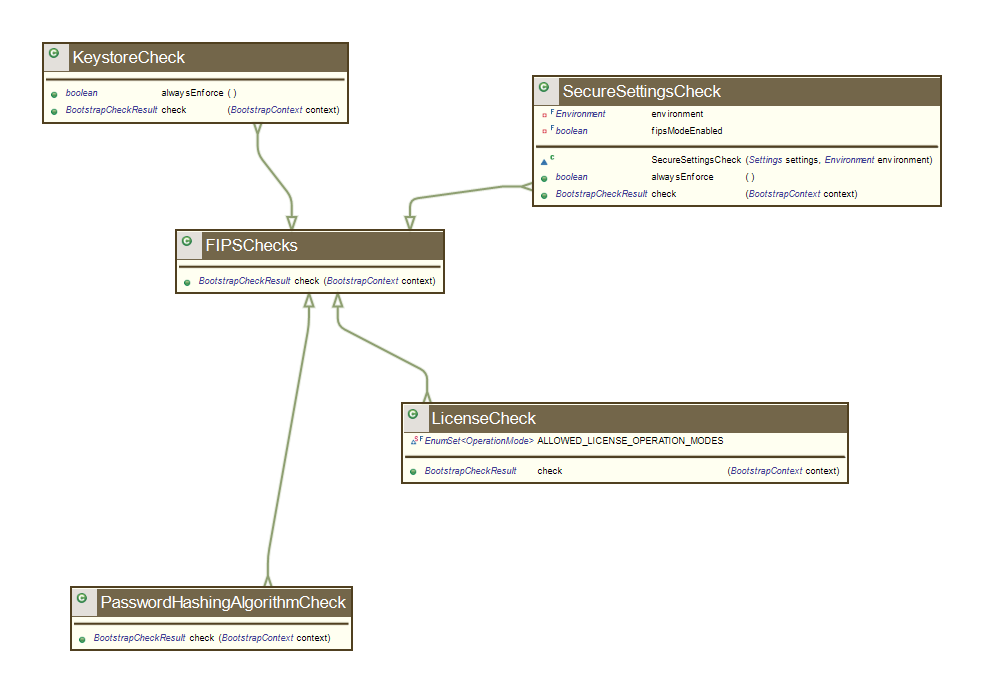 KeystoreCheck
boolean alwaysEnforce ( )
BootstrapCheckResult check (BootstrapContext context)
SecureSettingsCheck
F Environment environment
F boolean fipsModeEnabled
C SecureSettingsCheck (Settings settings, Environment environment)
boolean alwaysEnforce ( )
BootstrapCheckResult check (BootstrapContext context)
FIPSChecks
BootstrapCheckResult check (BootstrapContext context)
LicenseCheck
S F EnumSet<OperationMode> ALLOWED_LICENSE_OPERATION_MODES
BootstrapCheckResult check (BootstrapContext context)
PasswordHashingAlgorithmCheck
BootstrapCheckResult check (BootstrapContext context)